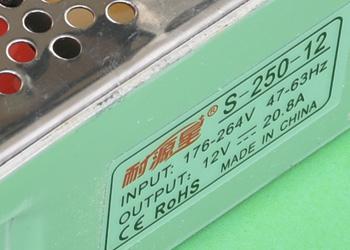 耐源星® S-250-12
INPUT: 176-264V 47-63Hz
OUTPUT: 12V 20.8A
CE RoHS MADE IN CHINA